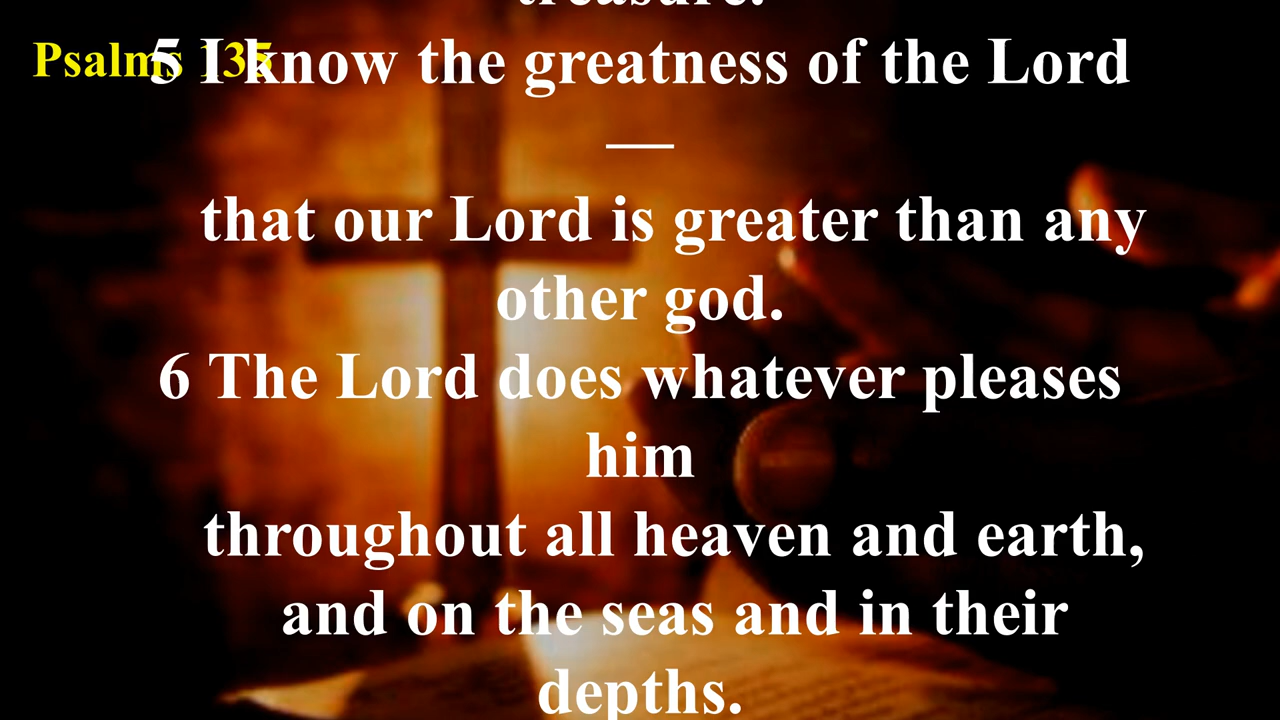 treasure.
Psalms 135
5 I know the greatness of the Lord
—
that our Lord is greater than any
other god.
6 The Lord does whatever pleases
him
throughout all heaven and earth,
and on the seas and in their
depths.